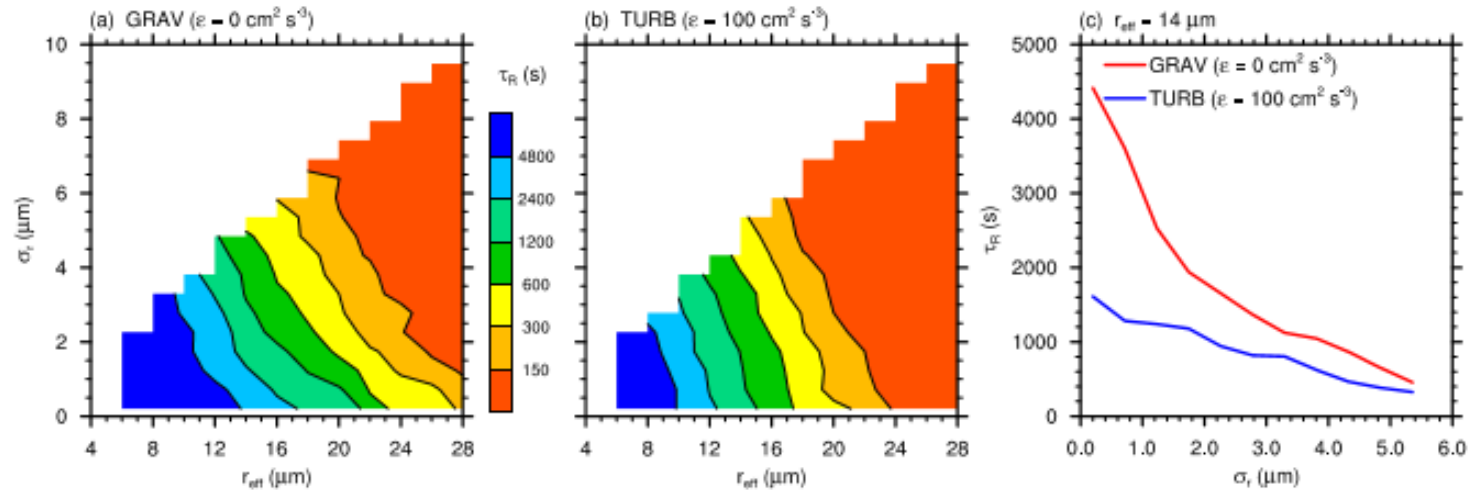 (a) GRAV (ε = 0 cm² s⁻³)
10
8
6
4
2
0
σᵣ (μm)
4 8 12 16 20 24 28
r_eff (μm)
τ_R (s)
4800
2400
1200
600
300
150
(b) TURB (ε = 100 cm² s⁻³)
4 8 12 16 20 24 28
r_eff (μm)
(c) r_eff = 14 μm
5000
4000
3000
2000
1000
0
τ_R (s)
GRAV (ε = 0 cm² s⁻³)
TURB (ε = 100 cm² s⁻³)
0.0 1.0 2.0 3.0 4.0 5.0 6.0
σᵣ (μm)